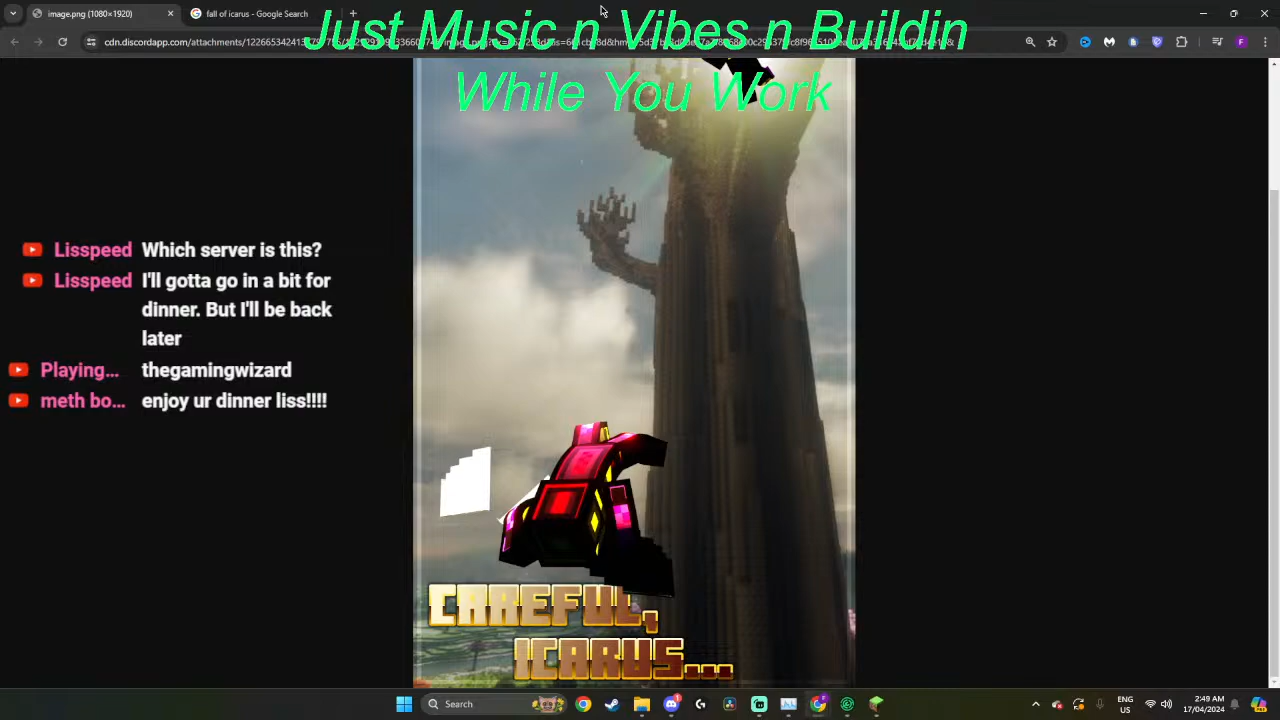 image.png (1080×1920)
fall of icarus - Google Search
Just Music n Vibes n Buildin
While You Work
Lisspeed Which server is this?
Lisspeed I'll gotta go in a bit for
dinner. But I'll be back
later
Playing... thegamingwizard
meth bo... enjoy ur dinner liss!!!!
CAREFUL,
ICARUS...
Search
ENG
US
2:49 AM
17/04/2024